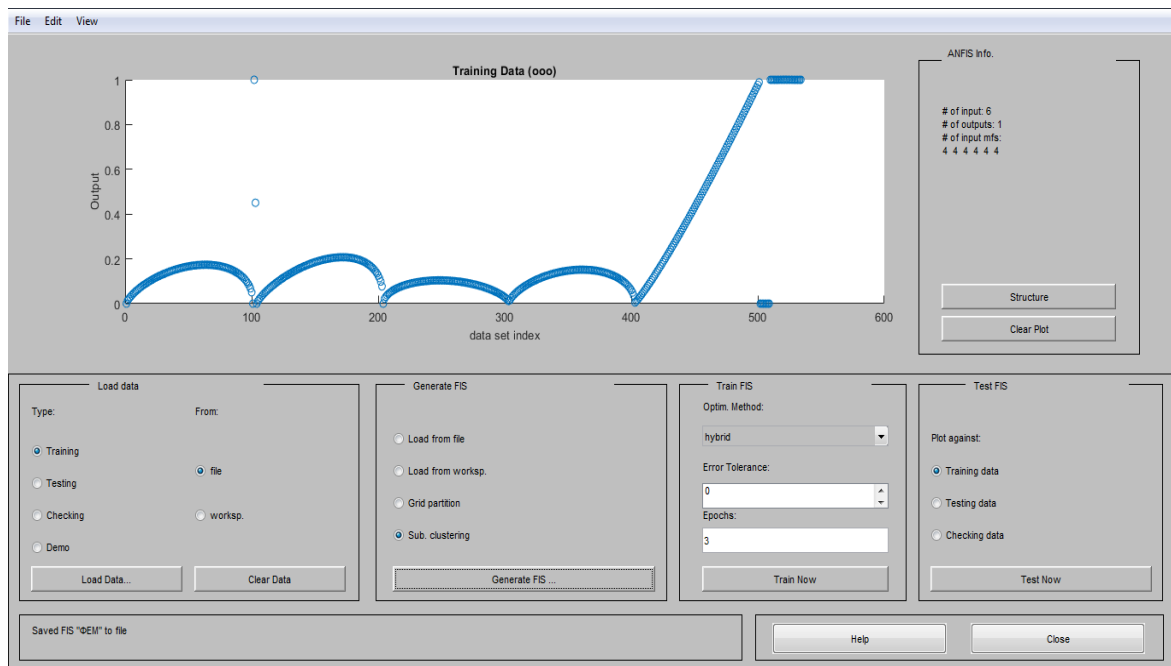 File Edit View
Training Data (ooo)
1
0.8
0.6
0.4
0.2
0
Output
0 100 200 300 400 500 600
data set index
ANFIS Info.
# of input: 6
# of outputs: 1
# of input mfs:
4 4 4 4 4 4
Structure
Clear Plot
Load data
Type:
From:
Training
Testing
Checking
Demo
file
worksp.
Load Data...
Clear Data
Generate FIS
Load from file
Load from worksp.
Grid partition
Sub. clustering
Generate FIS ...
Train FIS
Optim. Method:
hybrid
Error Tolerance:
0
Epochs:
3
Train Now
Test FIS
Plot against:
Training data
Testing data
Checking data
Test Now
Saved FIS "ФЕМ" to file
Help
Close